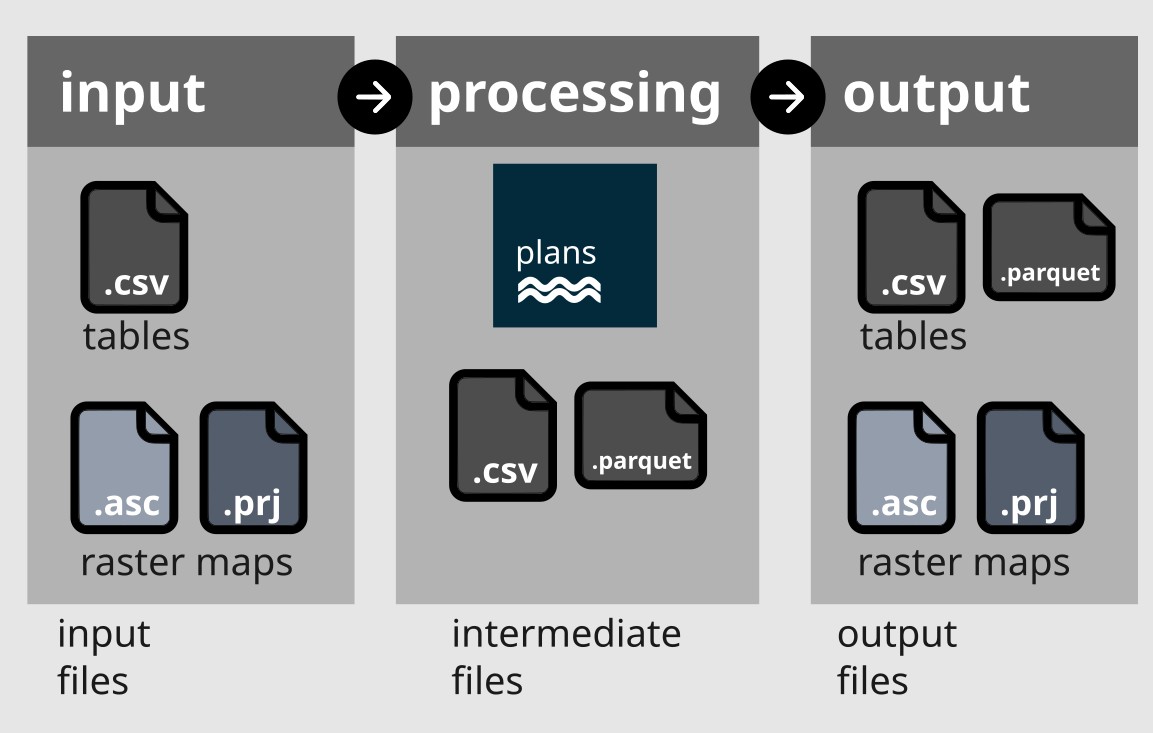 input
processing
output
.csv
tables
.asc
.prj
raster maps
input
files
plans
.csv
.parquet
intermediate
files
.csv
.parquet
tables
.asc
.prj
raster maps
output
files